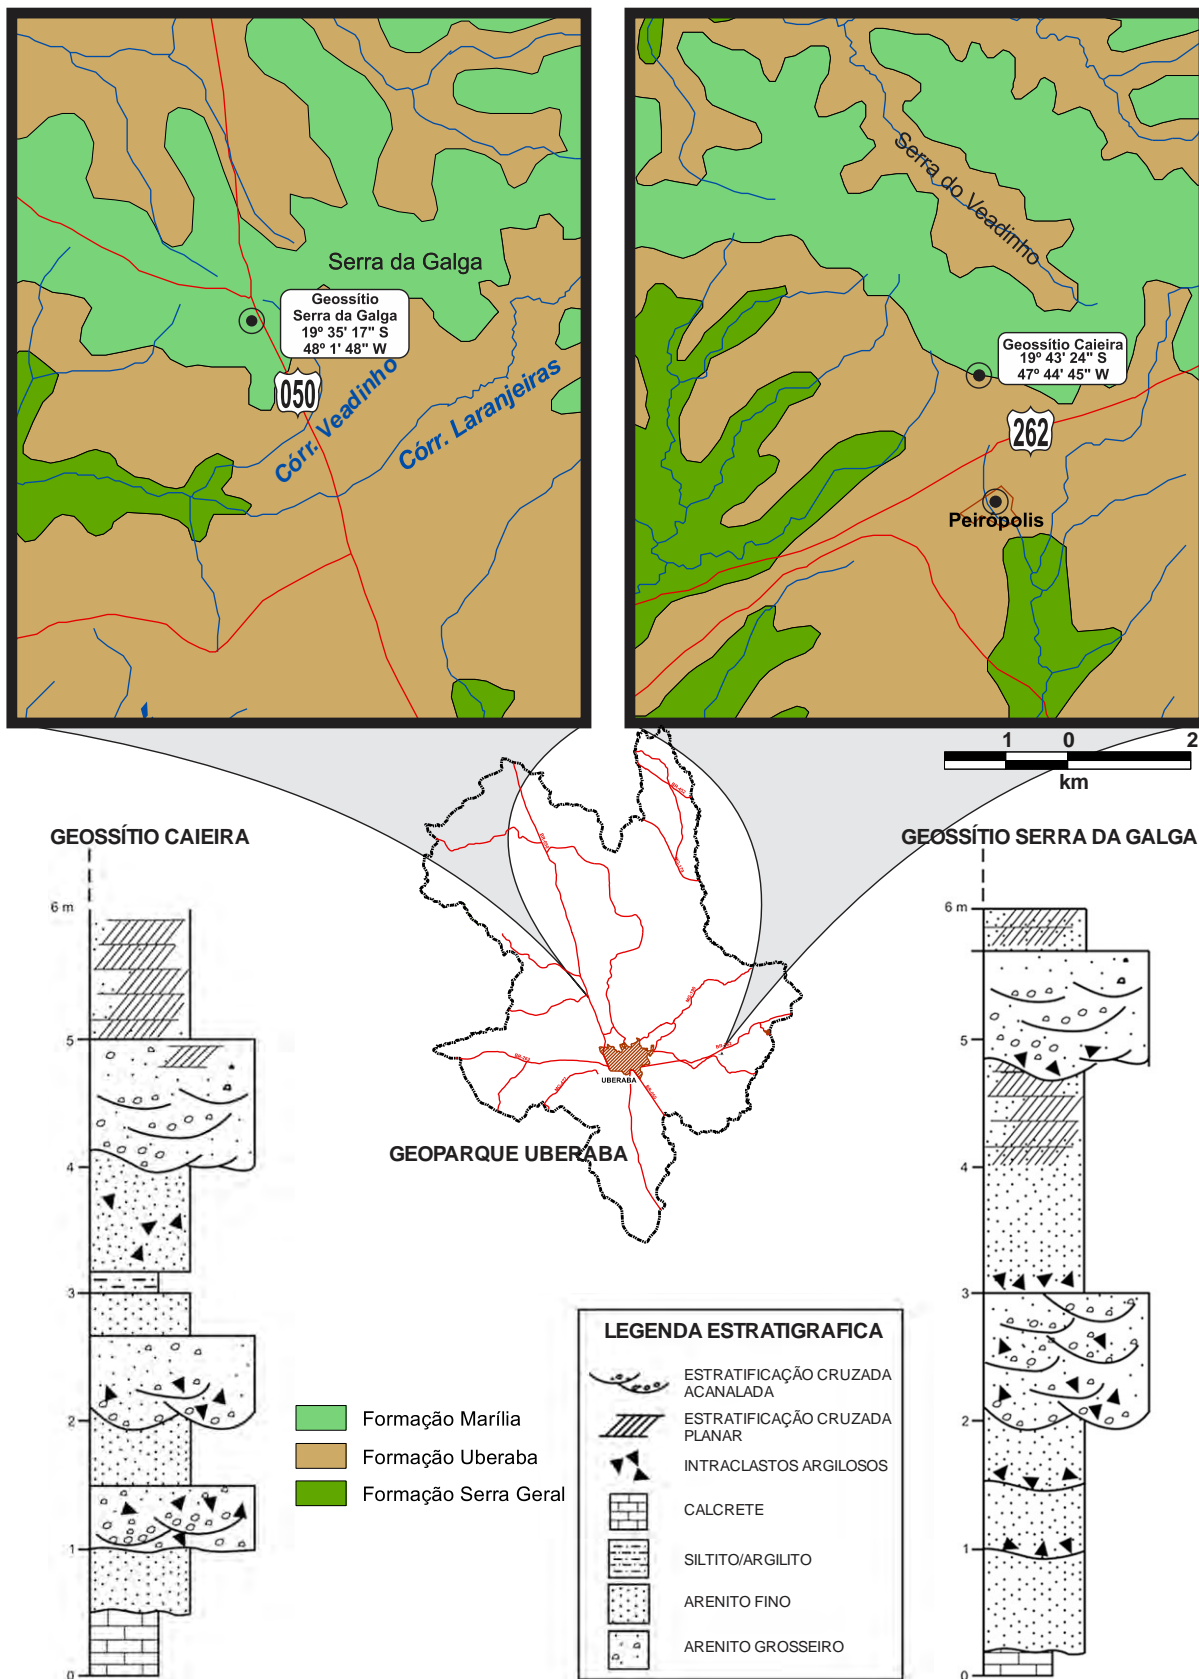 Serra da Galga
Geossítio
Serra da Galga
19º 35' 17" S
48º 1' 48" W
050
Córr. Veadinho
Córr. Laranjeiras
Serra do Veadinho
Geossítio Caieira
19º 43' 24" S
47º 44' 45" W
262
Peirópolis
1 0 2
km
GEOSSÍTIO CAIEIRA
6 m
5
4
3
2
1
0
UBERABA
GEOPARQUE UBERABA
GEOSSÍTIO SERRA DA GALGA
6 m
5
4
3
2
1
0
Formação Marília
Formação Uberaba
Formação Serra Geral
LEGENDA ESTRATIGRAFICA
ESTRATIFICAÇÃO CRUZADA
ACANALADA
ESTRATIFICAÇÃO CRUZADA
PLANAR
INTRACLASTOS ARGILOSOS
CALCRETE
SILTITO/ARGILITO
ARENITO FINO
ARENITO GROSSEIRO